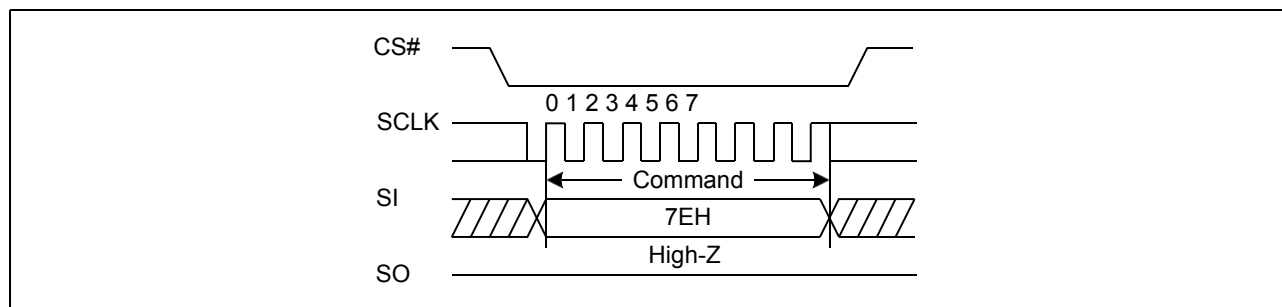 CS#
0 1 2 3 4 5 6 7
SCLK
Command
SI
7EH
High-Z
SO